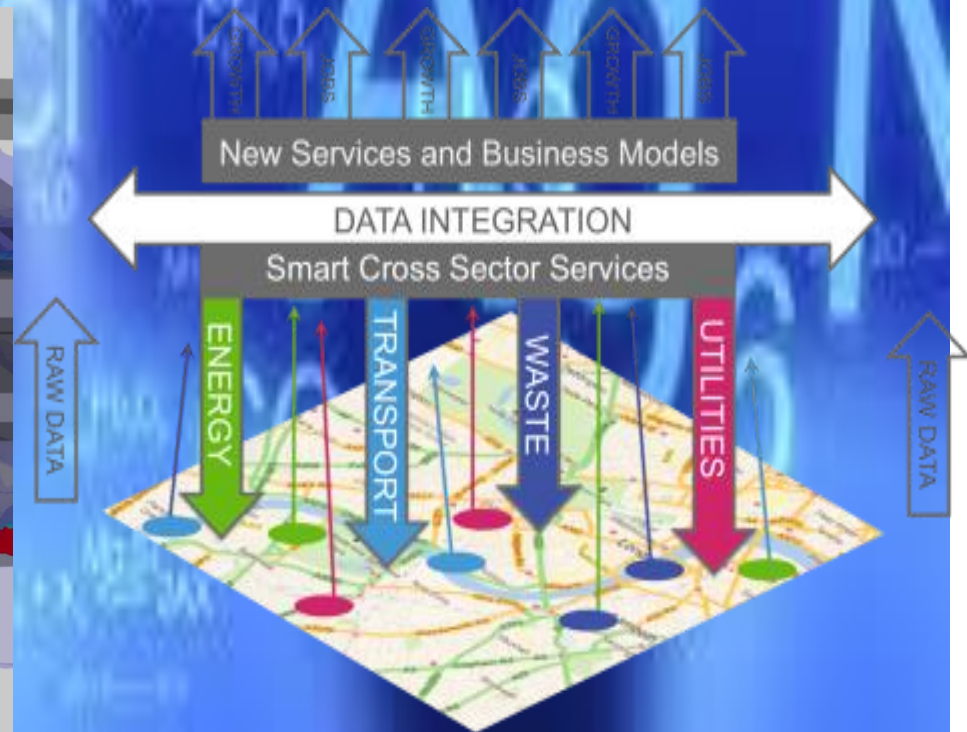 GROWTH
JOBS
GROWTH
JOBS
GROWTH
JOBS
New Services and Business Models
DATA INTEGRATION
Smart Cross Sector Services
RAW DATA
ENERGY
TRANSPORT
WASTE
UTILITIES
RAW DATA